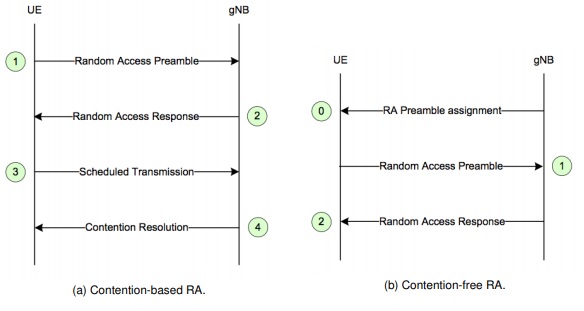 UE gNB
1 Random Access Preamble
Random Access Response 2
3 Scheduled Transmission
Contention Resolution 4
(a) Contention-based RA.
UE gNB
0 RA Preamble assignment
Random Access Preamble 1
2 Random Access Response
(b) Contention-free RA.